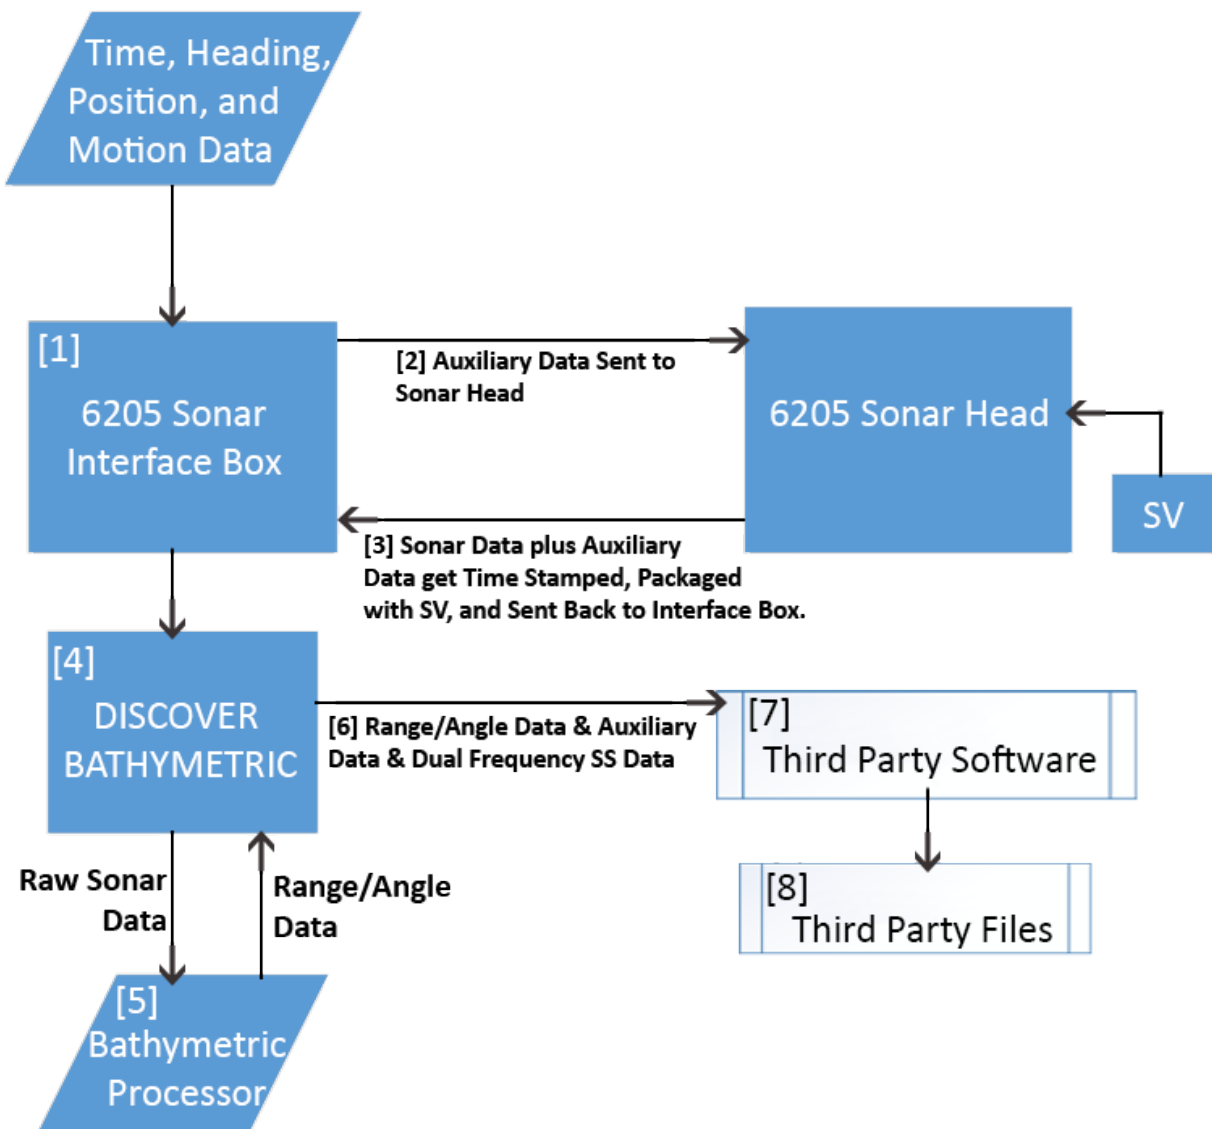 Time, Heading,
Position, and
Motion Data
[1]
6205 Sonar
Interface Box
[2] Auxiliary Data Sent to
Sonar Head
6205 Sonar Head
SV
[3] Sonar Data plus Auxiliary
Data get Time Stamped, Packaged
with SV, and Sent Back to Interface Box.
[4]
DISCOVER
BATHYMETRIC
[6] Range/Angle Data & Auxiliary
Data & Dual Frequency SS Data
[7]
Third Party Software
Raw Sonar
Data
Range/Angle
Data
[8]
Third Party Files
[5]
Bathymetric
Processor